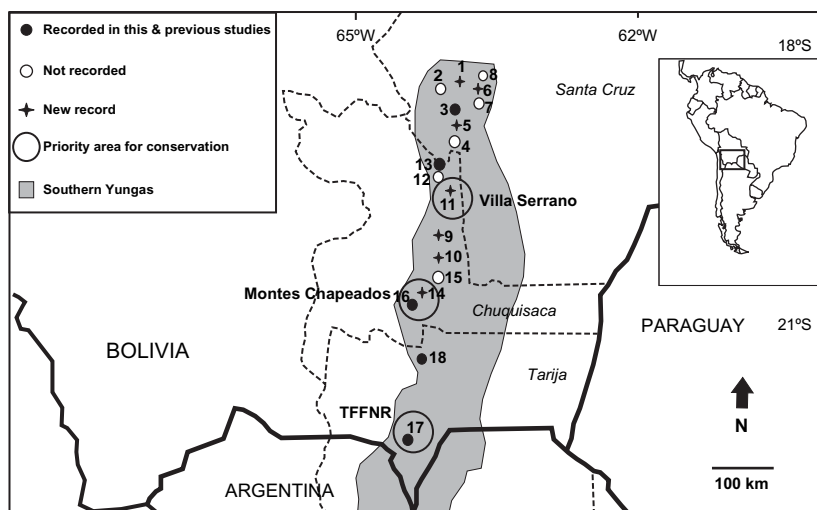 Recorded in this & previous studies
Not recorded
New record
Priority area for conservation
Southern Yungas
65ºW
62ºW
18ºS
Santa Cruz
1
2
8
6
7
3
5
4
13
12
11
Villa Serrano
9
10
15
Montes Chapeados
14
16
Chuquisaca
PARAGUAY
21ºS
BOLIVIA
18
Tarija
TFFNR
17
N
100 km
ARGENTINA